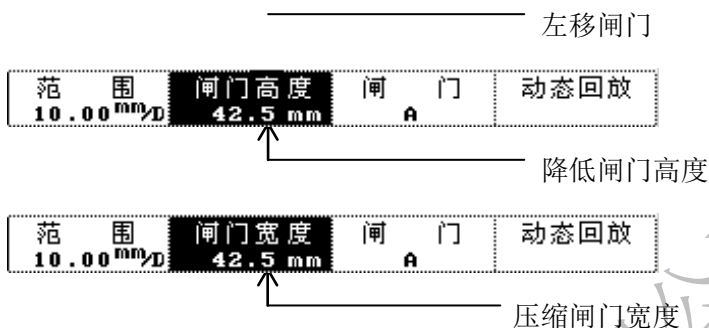 左移闸门
范 围 闸门高度 闸 门 动态回放
10.00mm/D 42.5 mm A
降低闸门高度
范 围 闸门宽度 闸 门 动态回放
10.00mm/D 42.5 mm A
压缩闸门宽度